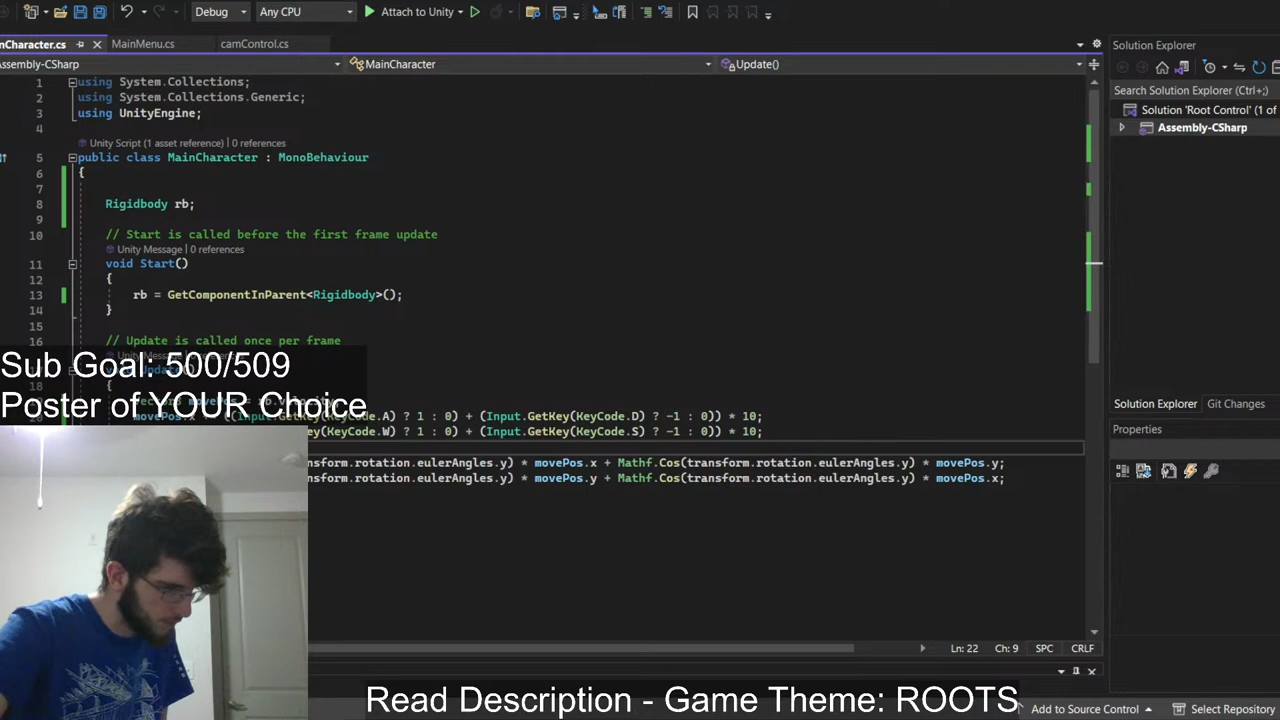 Debug
Any CPU
Attach to Unity
nCharacter.cs
MainMenu.cs
camControl.cs
Assembly-CSharp
MainCharacter
Update()
1 using System.Collections;
2 using System.Collections.Generic;
3 using UnityEngine;
4
Unity Script (1 asset reference) | 0 references
5 public class MainCharacter : MonoBehaviour
6 {
7
8 Rigidbody rb;
9
10 // Start is called before the first frame update
Unity Message | 0 references
11 void Start()
12 {
13 rb = GetComponentInParent<Rigidbody>();
14 }
15
16 // Update is called once per frame
18 {
KeyCode.A) ? 1 : 0) + (Input.GetKey(KeyCode.D) ? -1 : 0)) * 10;
ey(KeyCode.W) ? 1 : 0) + (Input.GetKey(KeyCode.S) ? -1 : 0)) * 10;
nsform.rotation.eulerAngles.y) * movePos.x + Mathf.Cos(transform.rotation.eulerAngles.y) * movePos.y;
nsform.rotation.eulerAngles.y) * movePos.y + Mathf.Cos(transform.rotation.eulerAngles.y) * movePos.x;
Sub Goal: 500/509
Poster of YOUR Choice
Ln: 22 Ch: 9 SPC CRLF
Read Description - Game Theme: ROOTS
Solution Explorer
Search Solution Explorer (Ctrl+;)
Solution 'Root Control' (1 of
Assembly-CSharp
Solution Explorer Git Changes
Properties
Add to Source Control
Select Repository